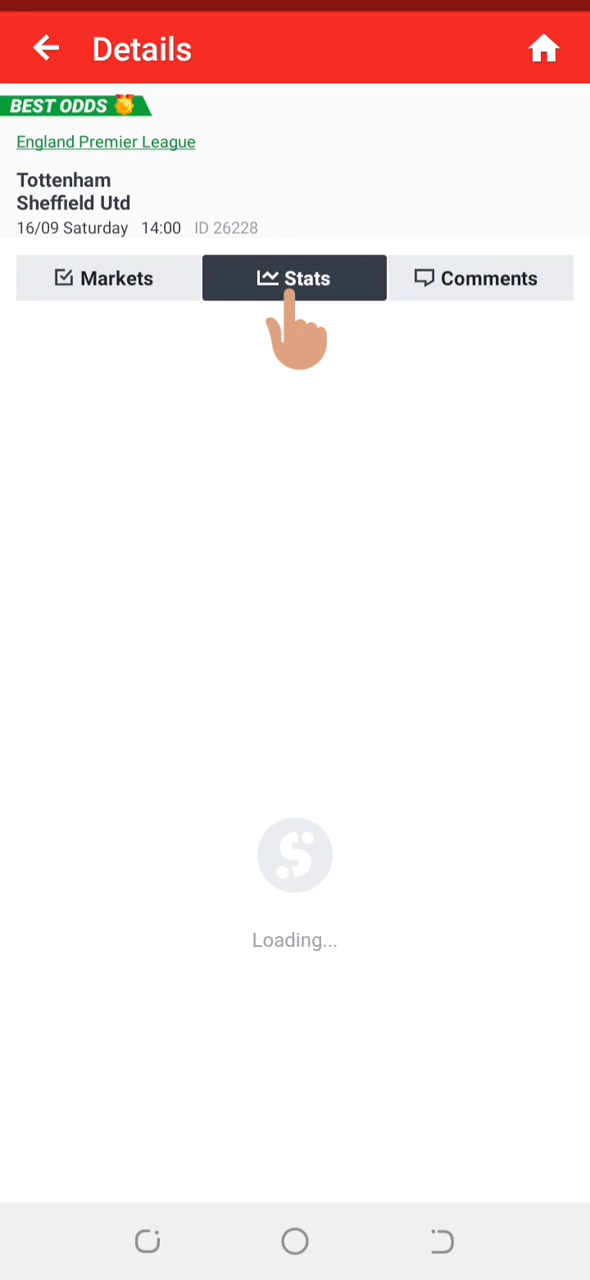 Details
BEST ODDS
England Premier League
Tottenham
Sheffield Utd
16/09 Saturday 14:00 ID 26228
Markets Stats Comments
Loading...